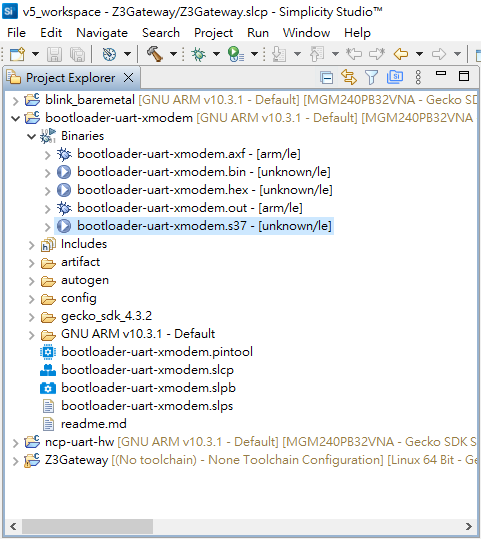 v5_workspace - Z3Gateway/Z3Gateway.slcp - Simplicity Studio™
File Edit Navigate Search Project Run Window Help
Project Explorer
blink_baremetal [GNU ARM v10.3.1 - Default] [MGM240PB32VNA - Gecko SD
bootloader-uart-xmodem [GNU ARM v10.3.1 - Default] [MGM240PB32VNA
Binaries
bootloader-uart-xmodem.axf - [arm/le]
bootloader-uart-xmodem.bin - [unknown/le]
bootloader-uart-xmodem.hex - [unknown/le]
bootloader-uart-xmodem.out - [arm/le]
bootloader-uart-xmodem.s37 - [unknown/le]
Includes
artifact
autogen
config
gecko_sdk_4.3.2
GNU ARM v10.3.1 - Default
bootloader-uart-xmodem.pintool
bootloader-uart-xmodem.slcp
bootloader-uart-xmodem.slpb
bootloader-uart-xmodem.slps
readme.md
ncp-uart-hw [GNU ARM v10.3.1 - Default] [MGM240PB32VNA - Gecko SDK S
Z3Gateway [(No toolchain) - None Toolchain Configuration] [Linux 64 Bit - Ge